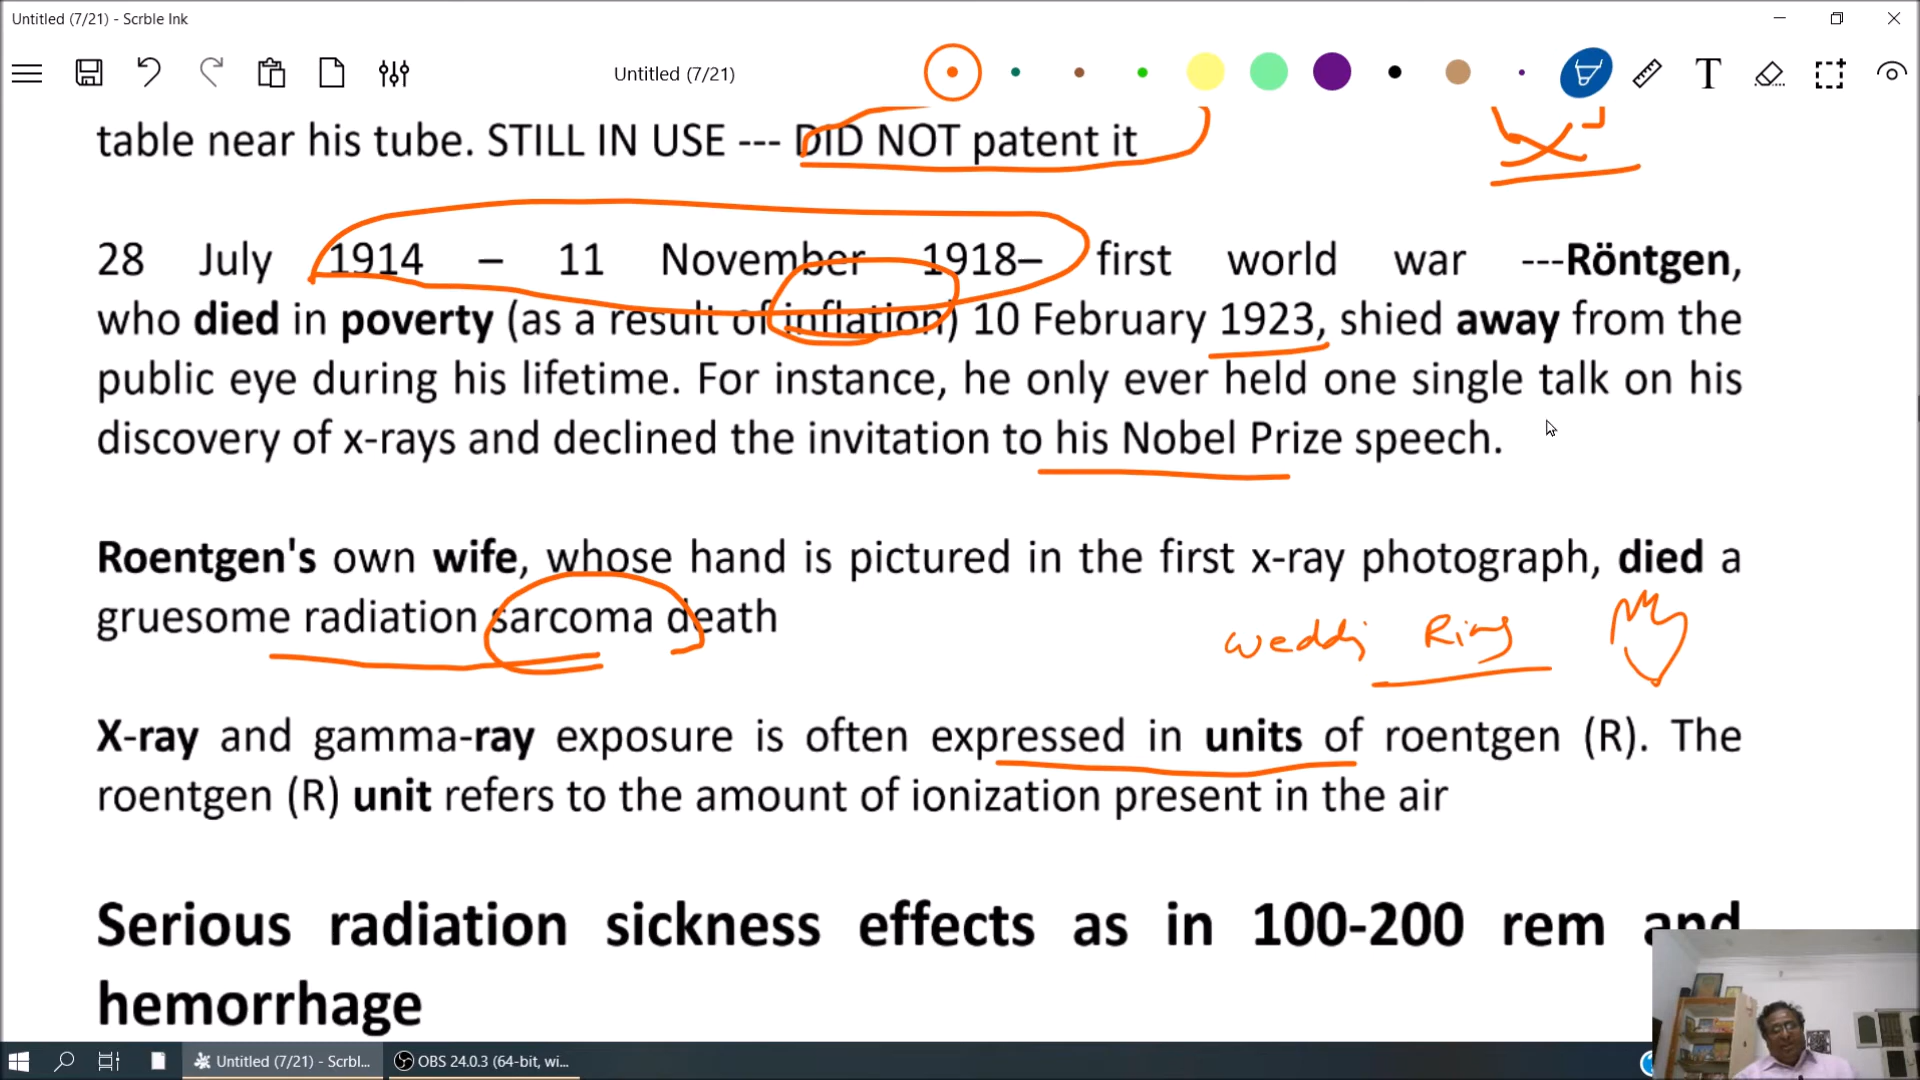 Untitled (7/21) - Scrble Ink
Untitled (7/21)
T
table near his tube. STILL IN USE --- DID NOT patent it
28 July 1914 – 11 November 1918– first world war ---Röntgen,
who died in poverty (as a result of inflation) 10 February 1923, shied away from the
public eye during his lifetime. For instance, he only ever held one single talk on his
discovery of x-rays and declined the invitation to his Nobel Prize speech.
Roentgen's own wife, whose hand is pictured in the first x-ray photograph, died a
gruesome radiation sarcoma death
weddi Ring
X-ray and gamma-ray exposure is often expressed in units of roentgen (R). The
roentgen (R) unit refers to the amount of ionization present in the air
Serious radiation sickness effects as in 100-200 rem and
hemorrhage
Untitled (7/21) - Scrbl...
OBS 24.0.3 (64-bit, wi...